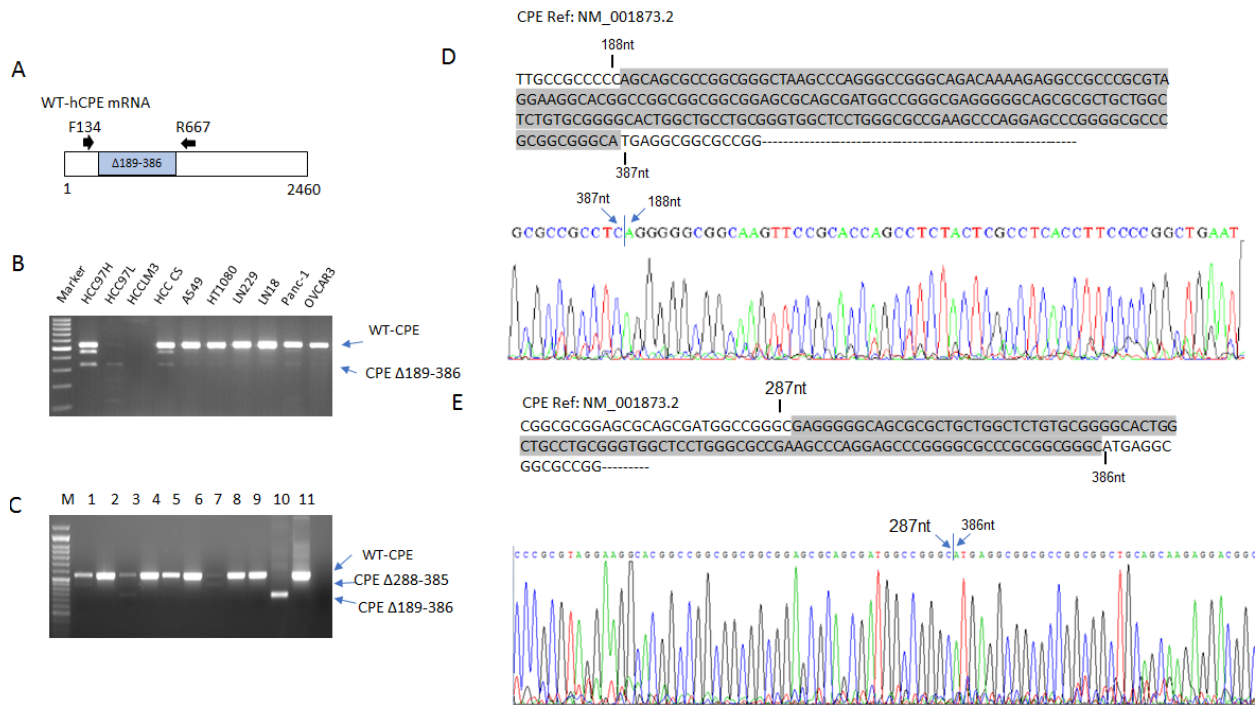 A
WT-hCPE mRNA
F134
R667
Δ189-386
1
2460
B
Marker
HCC97H
HCC97L
HCCLM3
HCC CS
A549
HT1080
LN229
LN18
Panc-1
OVCAR3
WT-CPE
CPE Δ189-386
C
M 1 2 3 4 5 6 7 8 9 10 11
WT-CPE
CPE Δ288-385
CPE Δ189-386
D
CPE Ref: NM_001873.2
188nt
TTGCCGCCCCCAGCAGCGCCGGCGGGCTAAGCCCAGGGCCGGGCAGACAAAAGAGGCCGCCCGCGTA
GGAAGGCACGGCCGGCGGCGGCGGAGCGCAGCGATGGCCGGGCGAGGGGGCAGCGCGCTGCTGGC
TCTGTGCGGGGCACTGGCTGCCTGCGGGTGGCTCCTGGGCGCCGAAGCCCAGGAGCCCGGGGCGCCC
GCGGCGGGCATGAGGCGGCGCCGG-----------------------------------------------------------
387nt
387nt
188nt
GCGCCGCCTCAGGGGGCGGCAAGTTCCGCACCAGCCTCTACTCGCCTCACCTTCCCCGGCTGAAT
E
CPE Ref: NM_001873.2
287nt
CGGCGCGGAGCGCAGCGATGGCCGGGCGAGGGGGCAGCGCGCTGCTGGCTCTGTGCGGGGCACTGG
CTGCCTGCGGGTGGCTCCTGGGCGCCGAAGCCCAGGAGCCCGGGGCGCCCGCGGCGGGCATGAGGC
GGCGCCGG---------
386nt
287nt
386nt
CCCGCGTAGGAAGGCACGGCCGGCGGCGGCGGAGCGCAGCGATGGCCGGGCATGAGGCGGCGCCGGCGGCTGCAGCAAGAGGACGGC